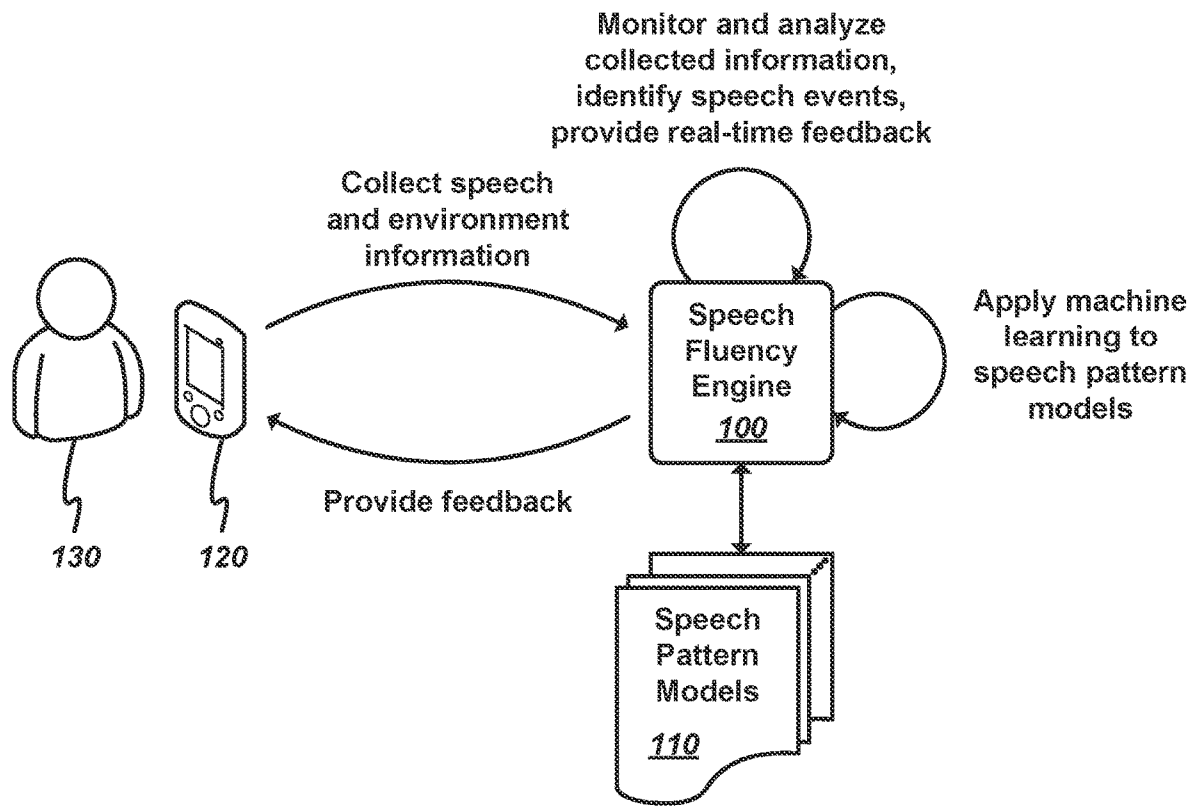 Monitor and analyze
collected information,
identify speech events,
provide real-time feedback
Collect speech
and environment
information
Speech
Fluency
Engine
100
Apply machine
learning to
speech pattern
models
Provide feedback
130
120
Speech
Pattern
Models
110